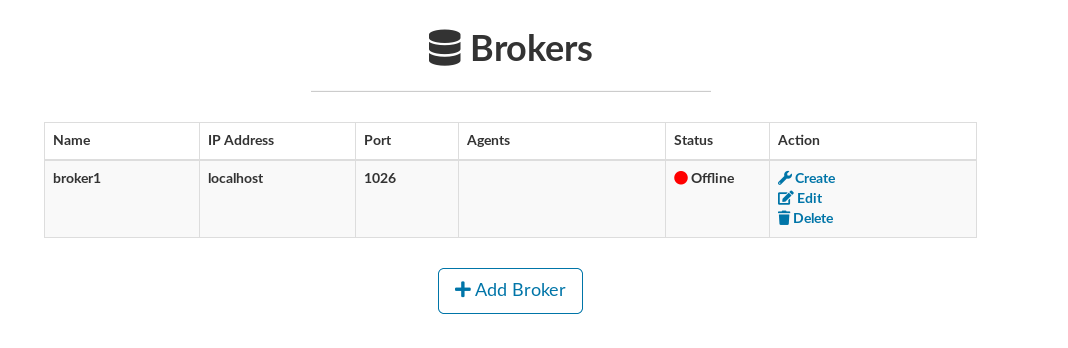 Brokers
Name IP Address Port Agents Status Action
broker1 localhost 1026 Offline Create
Edit
Delete
Add Broker